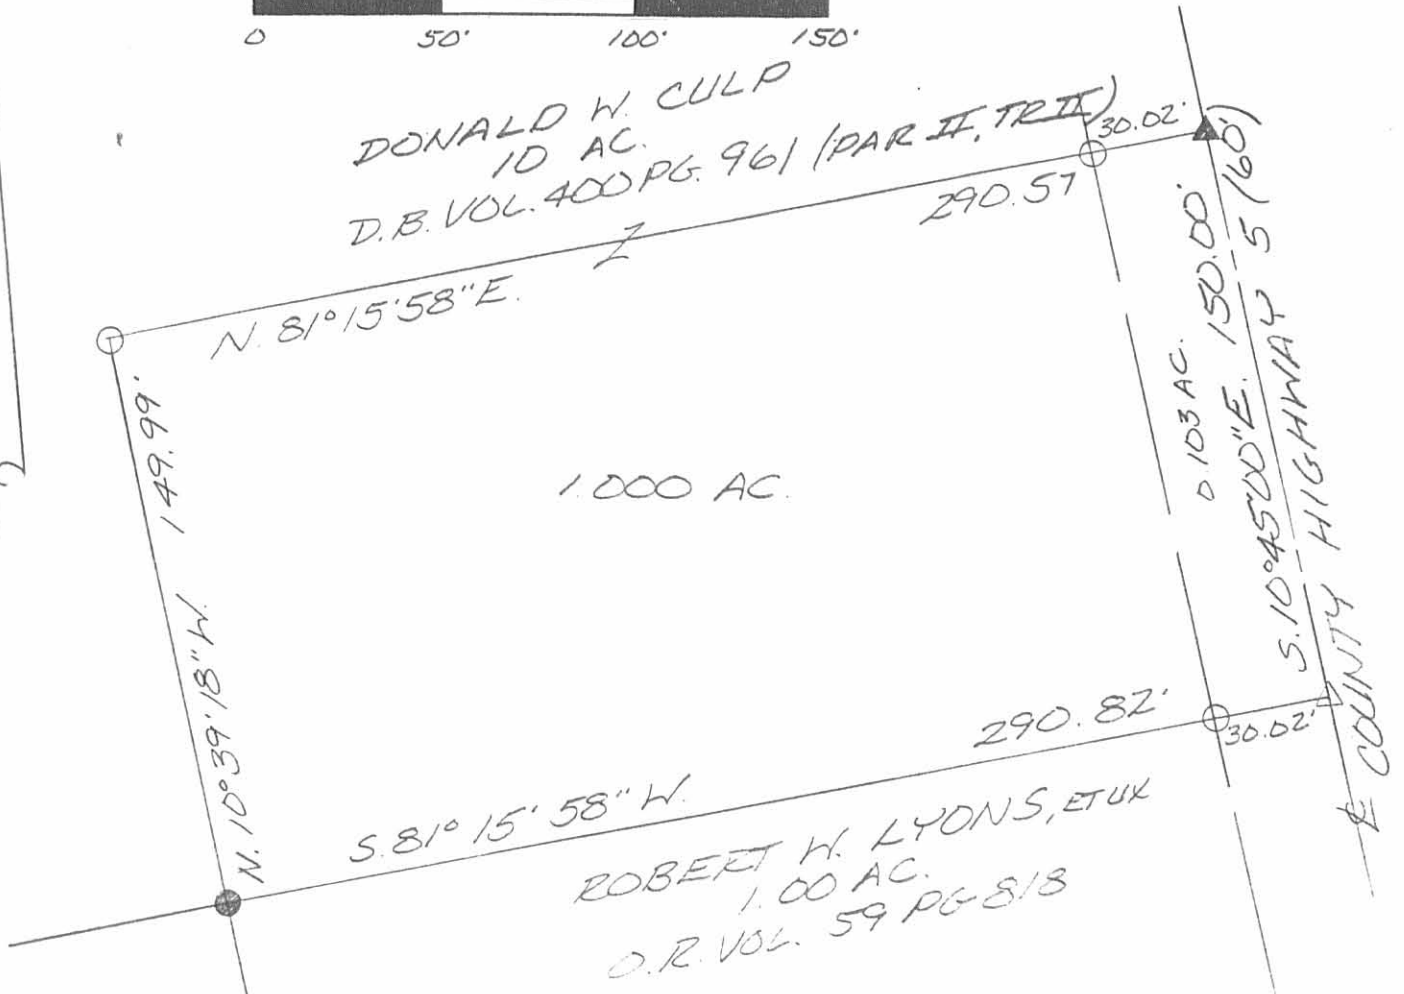 0 50' 100' 150'
DONALD W. CULP
10 AC.
D.B. VOL. 400 PG. 961 (PAR II, TR II)
30.02'
290.57
N. 81° 15' 58" E.
149.99'
N. 10° 39' 18" W.
1.000 AC.
0.103 AC.
S. 10° 45' 00" E. 150.00'
℄ COUNTY HIGHWAY 5 (60')
290.82'
30.02'
S. 81° 15' 58" W.
ROBERT W. LYONS, ET UX
1.00 AC.
O.R. VOL. 59 PG 818